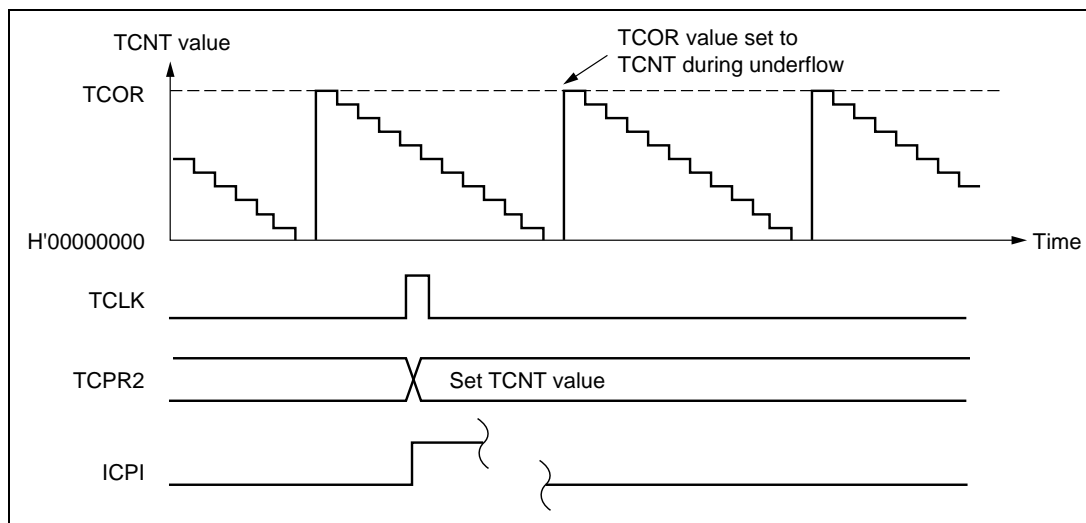 TCNT value
TCOR value set to
TCNT during underflow
TCOR
H'00000000
Time
TCLK
TCPR2
Set TCNT value
ICPI